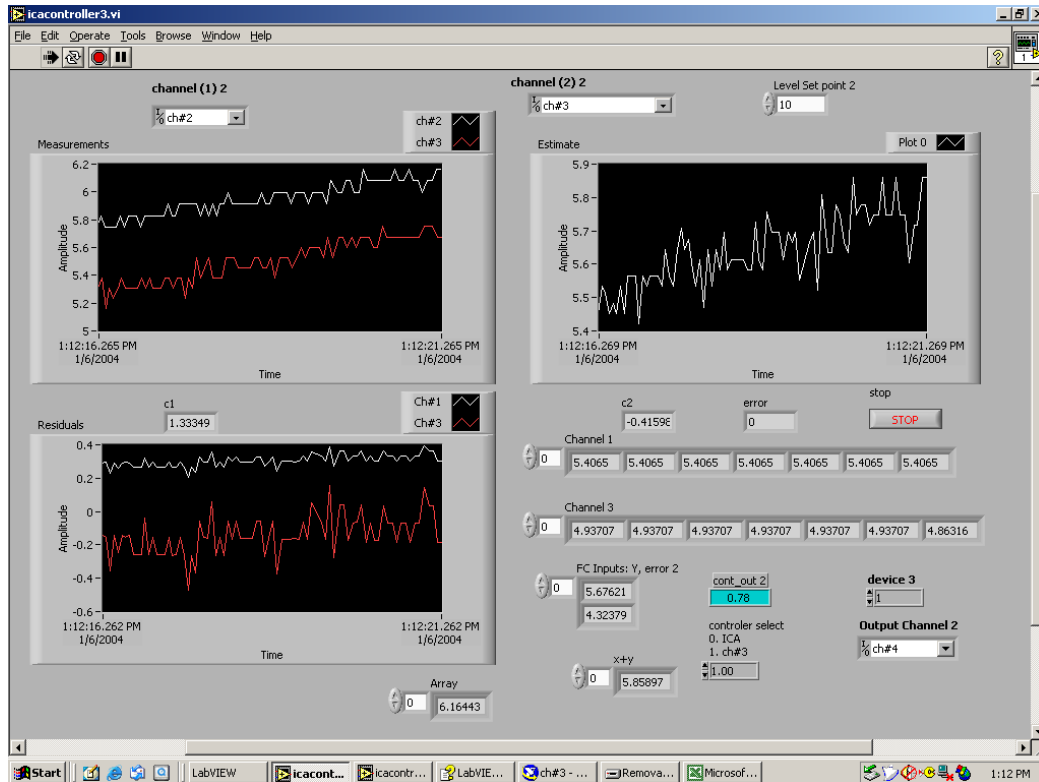 icacontroller3.vi
File Edit Operate Tools Browse Window Help
1
channel (1) 2
ch#2
channel (2) 2
ch#3
Level Set point 2
10
Measurements
ch#2
ch#3
6.2
6
5.8
5.6
5.4
5.2
5
Amplitude
1:12:16.265 PM
1/6/2004
1:12:21.265 PM
1/6/2004
Time
Estimate
Plot 0
5.9
5.8
5.7
5.6
5.5
5.4
Amplitude
1:12:16.269 PM
1/6/2004
1:12:21.269 PM
1/6/2004
Time
c1
1.33349
Residuals
Ch#1
Ch#3
0.4
0.2
0
-0.2
-0.4
-0.6
Amplitude
1:12:16.262 PM
1/6/2004
1:12:21.262 PM
1/6/2004
Time
c2
-0.41598
error
0
stop
STOP
Channel 1
0 5.4065 5.4065 5.4065 5.4065 5.4065 5.4065 5.4065
Channel 3
0 4.93707 4.93707 4.93707 4.93707 4.93707 4.93707 4.86316
FC Inputs: Y, error 2
0 5.67621
4.32379
cont_out 2
0.78
device 3
1
controler select
0. ICA
1. ch#3
1.00
Output Channel 2
ch#4
x+y
0 5.85897
Array
0 6.16443
Start LabVIEW icacont... icacontr... LabVIE... ch#3 - ... Remova... Microsof... 1:12 PM